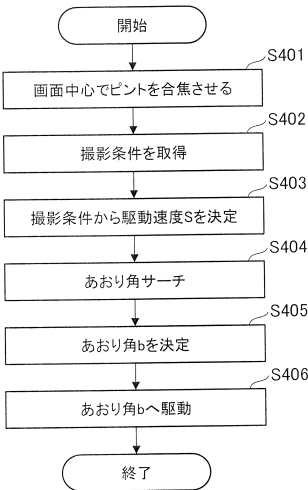 開始
S401
画面中心でピントを合焦させる
S402
撮影条件を取得
S403
撮影条件から駆動速度Sを決定
S404
あおり角サーチ
S405
あおり角bを決定
S406
あおり角bへ駆動
終了